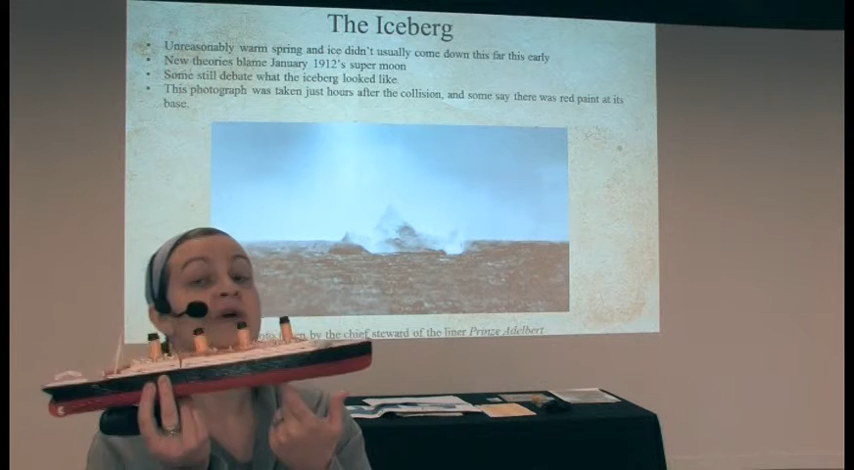 The Iceberg
• Unreasonably warm spring and ice didn't usually come down this far this early
• New theories blame January 1912's super moon
• Some still debate what the iceberg looked like.
• This photograph was taken just hours after the collision, and some say there was red paint at its
base.
by the chief steward of the liner Prinze Adelbert